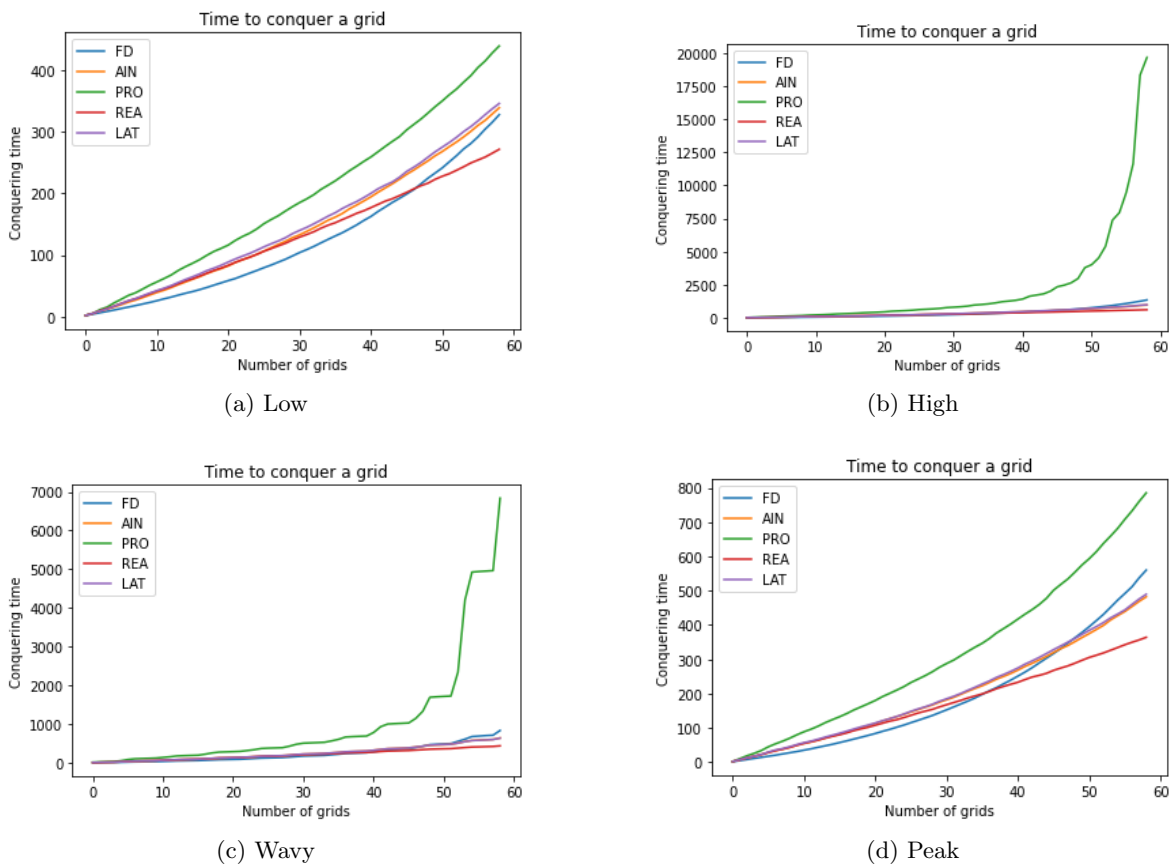 Time to conquer a grid
FD
AIN
PRO
REA
LAT
400
300
200
100
0
Conquering time
0 10 20 30 40 50 60
Number of grids
(a) Low
Time to conquer a grid
FD
AIN
PRO
REA
LAT
20000
17500
15000
12500
10000
7500
5000
2500
0
Conquering time
0 10 20 30 40 50 60
Number of grids
(b) High
Time to conquer a grid
FD
AIN
PRO
REA
LAT
7000
6000
5000
4000
3000
2000
1000
0
Conquering time
0 10 20 30 40 50 60
Number of grids
(c) Wavy
Time to conquer a grid
FD
AIN
PRO
REA
LAT
800
700
600
500
400
300
200
100
0
Conquering time
0 10 20 30 40 50 60
Number of grids
(d) Peak